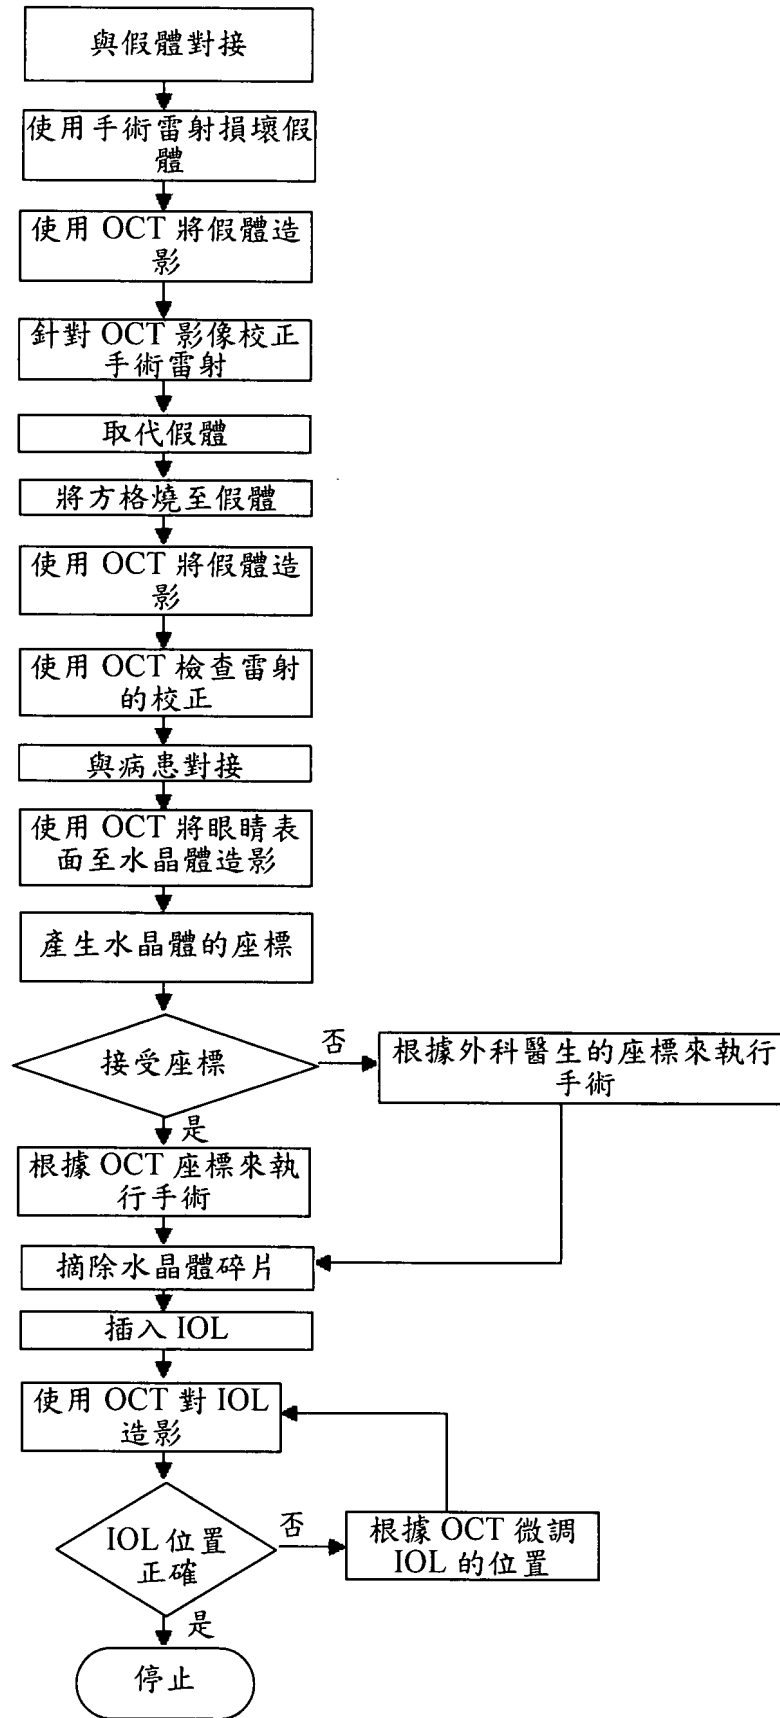 與假體對接
使用手術雷射損壞假
體
使用 OCT 將假體造
影
針對 OCT 影像校正
手術雷射
取代假體
將方格燒至假體
使用 OCT 將假體造
影
使用 OCT 檢查雷射
的校正
與病患對接
使用 OCT 將眼睛表
面至水晶體造影
產生水晶體的座標
接受座標
否
根據外科醫生的座標來執行
手術
是
根據 OCT 座標來執
行手術
摘除水晶體碎片
插入 IOL
使用 OCT 對 IOL
造影
IOL 位置
正確
否
根據 OCT 微調
IOL 的位置
是
停止